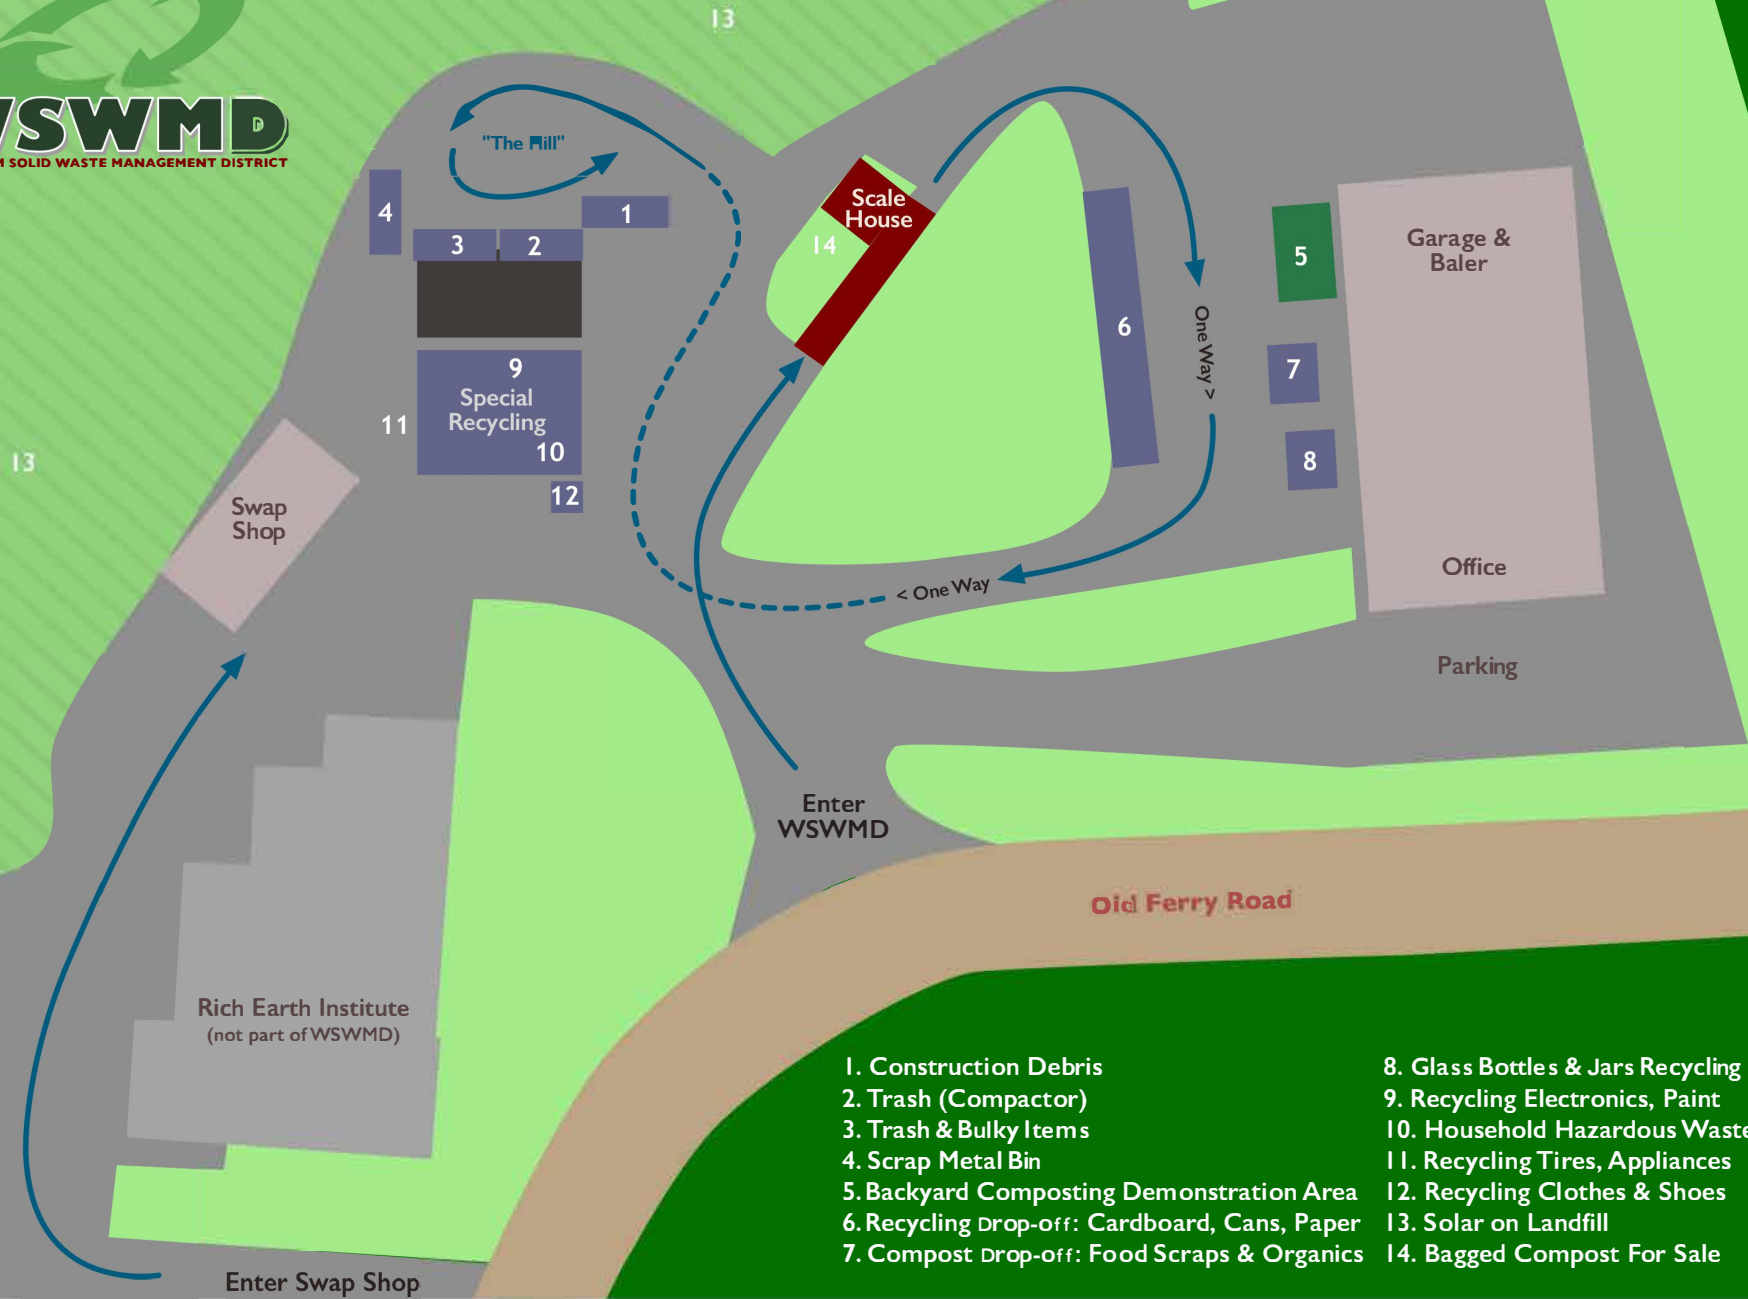 13
WSWMD
SOLID WASTE MANAGEMENT DISTRICT
"The Hill"
4
1
3
2
Scale
House
14
5
Garage &
Baler
6
One Way >
7
9
Special
Recycling
11
10
8
13
12
Swap
Shop
Office
< One Way
Parking
Enter
WSWMD
Old Ferry Road
Rich Earth Institute
(not part of WSWMD)
Enter Swap Shop
1. Construction Debris
2. Trash (Compactor)
3. Trash & Bulky Items
4. Scrap Metal Bin
5. Backyard Composting Demonstration Area
6. Recycling Drop-off: Cardboard, Cans, Paper
7. Compost Drop-off: Food Scraps & Organics
8. Glass Bottles & Jars Recycling
9. Recycling Electronics, Paint
10. Household Hazardous Waste
11. Recycling Tires, Appliances
12. Recycling Clothes & Shoes
13. Solar on Landfill
14. Bagged Compost For Sale